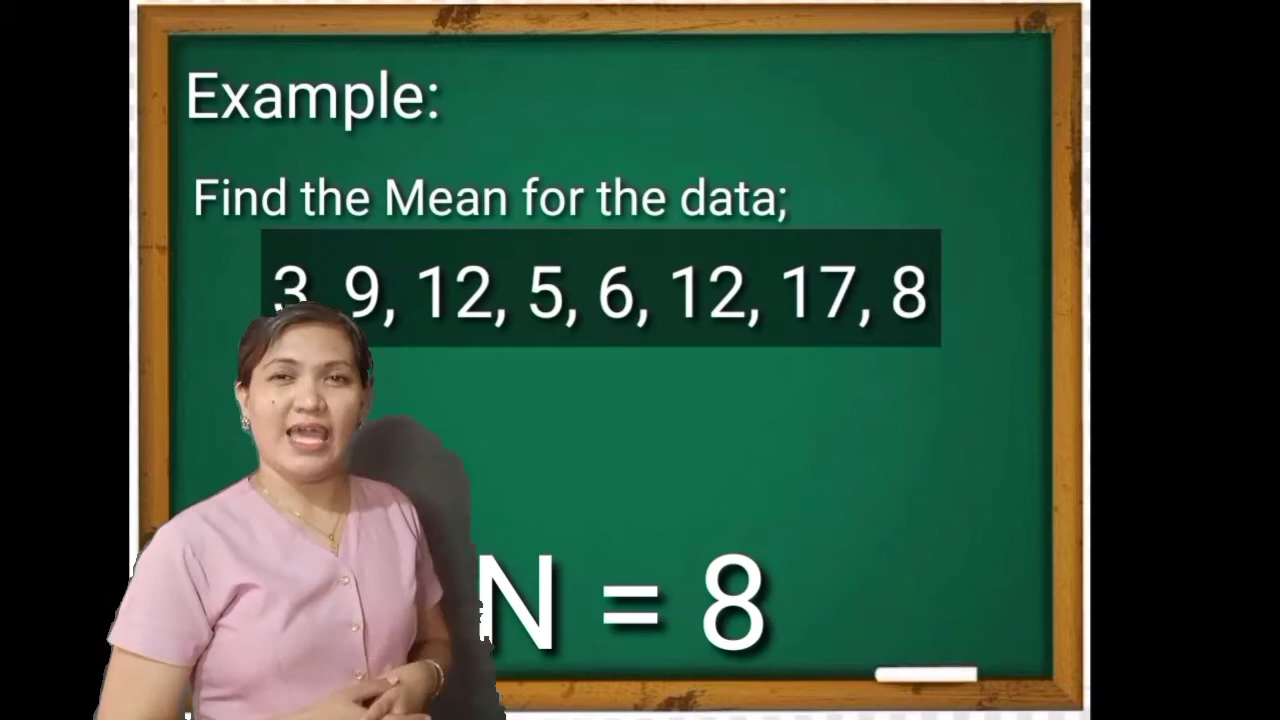 Example:
Find the Mean for the data;
3, 9, 12, 5, 6, 12, 17, 8
N = 8